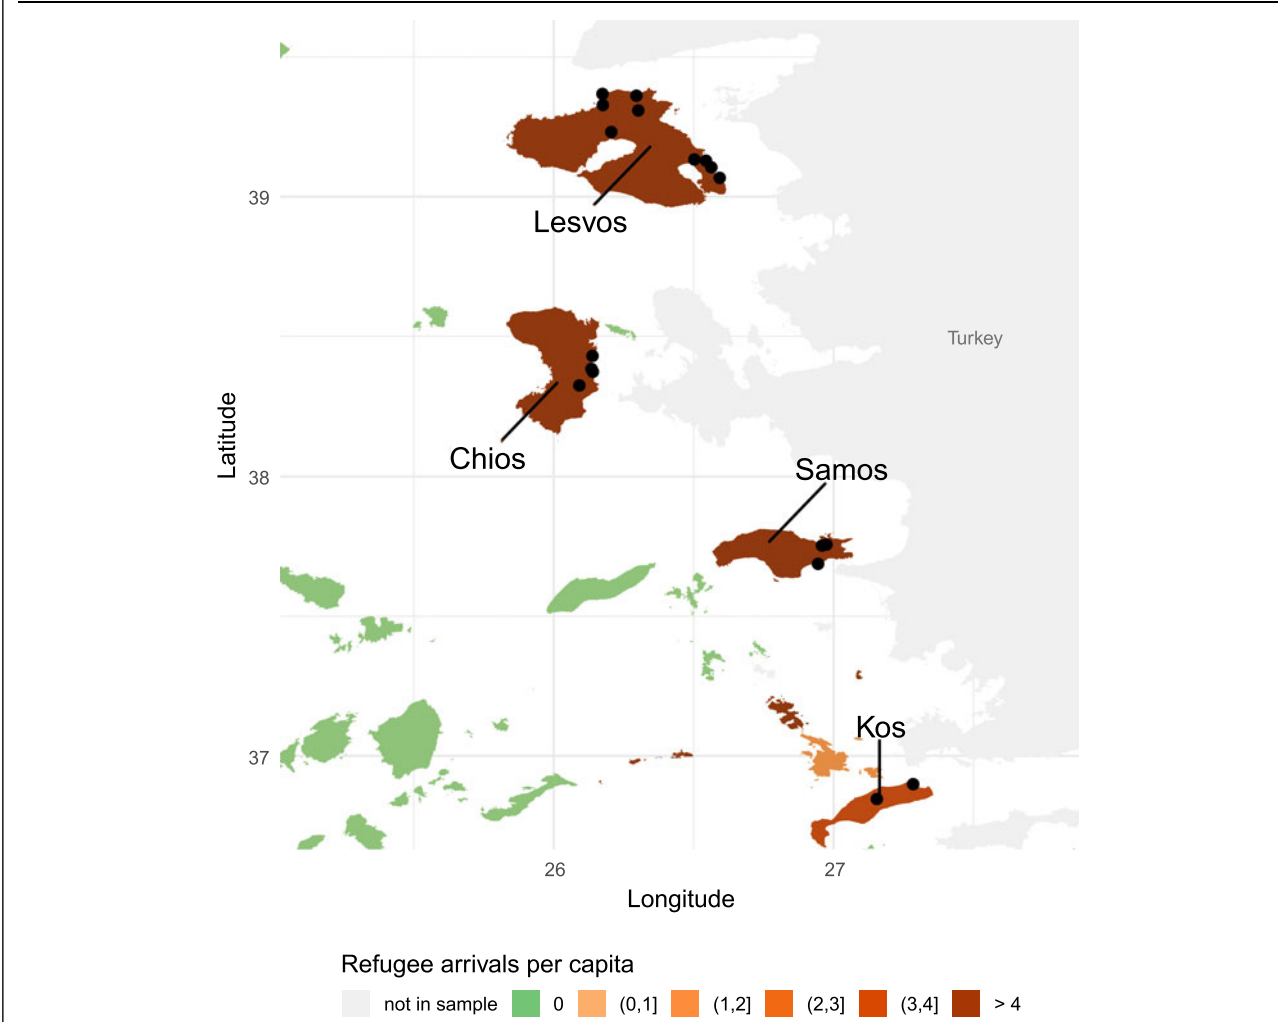 Lesvos
39
Turkey
Chios
Samos
38
Latitude
Kos
37
26
27
Longitude
Refugee arrivals per capita
not in sample 0 (0,1] (1,2] (2,3] (3,4] > 4